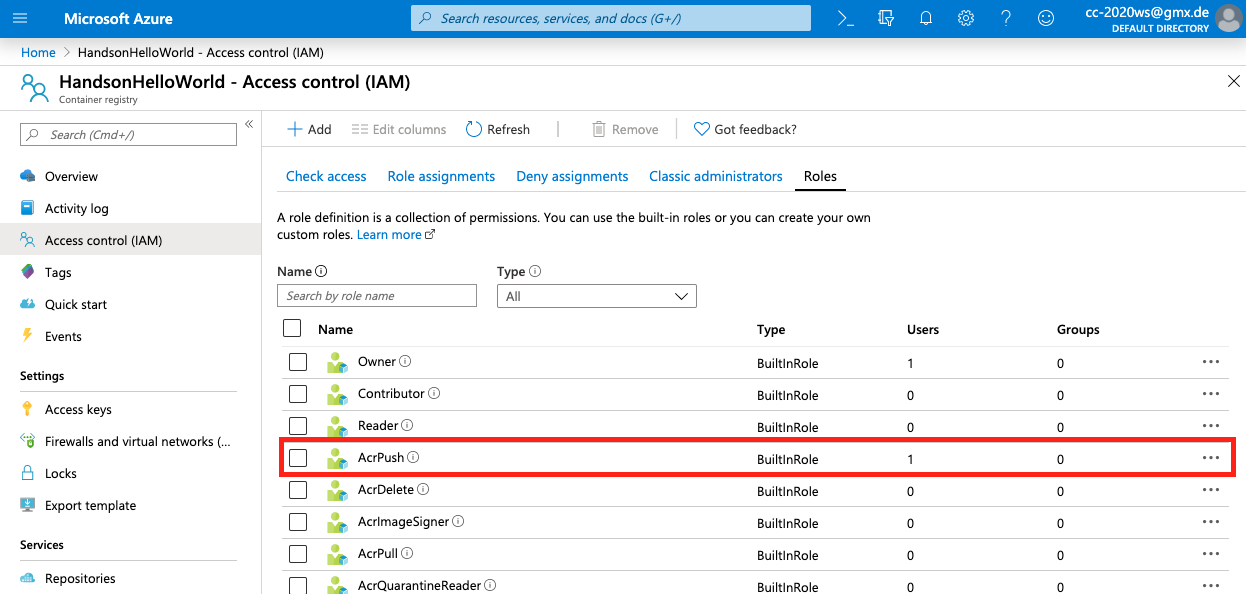 Microsoft Azure
Search resources, services, and docs (G+/)
cc-2020ws@gmx.de
DEFAULT DIRECTORY
Home > HandsonHelloWorld - Access control (IAM)
HandsonHelloWorld - Access control (IAM)
Container registry
Search (Cmd+/)
Overview
Activity log
Access control (IAM)
Tags
Quick start
Events
Settings
Access keys
Firewalls and virtual networks (...
Locks
Export template
Services
Repositories
Add Edit columns Refresh Remove Got feedback?
Check access Role assignments Deny assignments Classic administrators Roles
A role definition is a collection of permissions. You can use the built-in roles or you can create your own
custom roles. Learn more
Name Type
Search by role name All
Name Type Users Groups
Owner BuiltInRole 1 0
Contributor BuiltInRole 0 0
Reader BuiltInRole 0 0
AcrPush BuiltInRole 1 0
AcrDelete BuiltInRole 0 0
AcrImageSigner BuiltInRole 0 0
AcrPull BuiltInRole 0 0
AcrQuarantineReader BuiltInRole 0 0